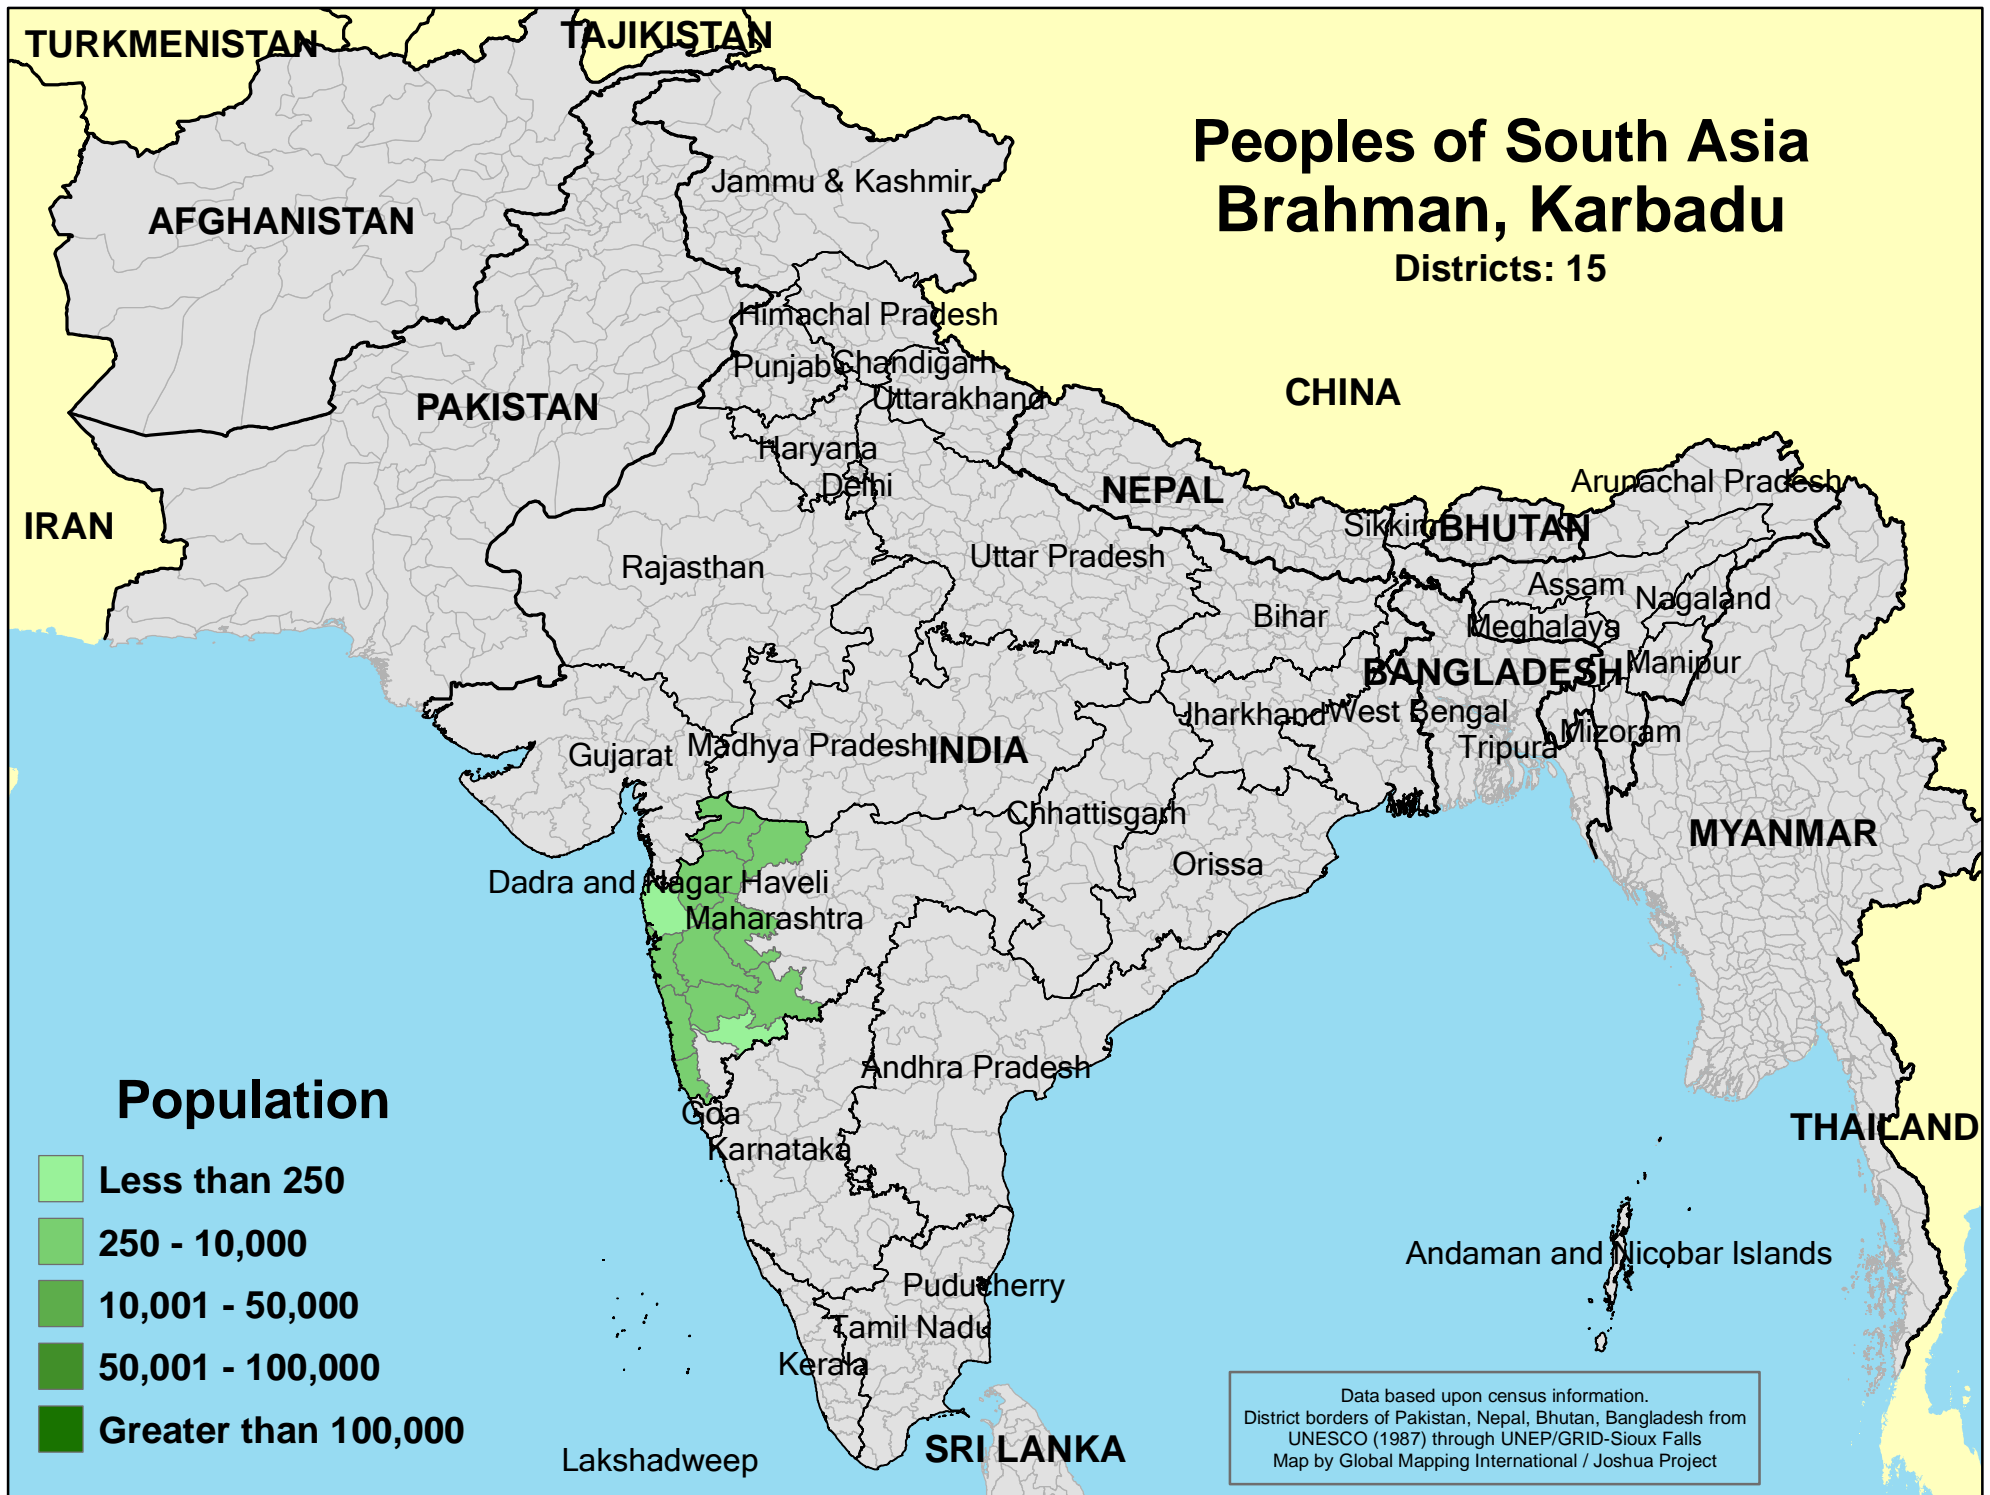 TURKMENISTAN
TAJIKISTAN
Peoples of South Asia
Brahman, Karbadu
Districts: 15
Jammu & Kashmir
AFGHANISTAN
Himachal Pradesh
Punjab
Chandigarh
Uttarakhand
CHINA
PAKISTAN
Haryana
Delhi
NEPAL
Arunachal Pradesh
IRAN
Sikkim
BHUTAN
Rajasthan
Uttar Pradesh
Assam
Nagaland
Bihar
Meghalaya
BANGLADESH
Manipur
Jharkhand
West Bengal
Gujarat
Madhya Pradesh
INDIA
Tripura
Mizoram
Chhattisgarh
MYANMAR
Orissa
Dadra and Nagar Haveli
Maharashtra
Andhra Pradesh
Goa
Karnataka
THAILAND
Population
Less than 250
250 - 10,000
10,001 - 50,000
50,001 - 100,000
Greater than 100,000
Andaman and Nicobar Islands
Puducherry
Tamil Nadu
Kerala
Lakshadweep
SRI LANKA
Data based upon census information.
District borders of Pakistan, Nepal, Bhutan, Bangladesh from
UNESCO (1987) through UNEP/GRID-Sioux Falls
Map by Global Mapping International / Joshua Project